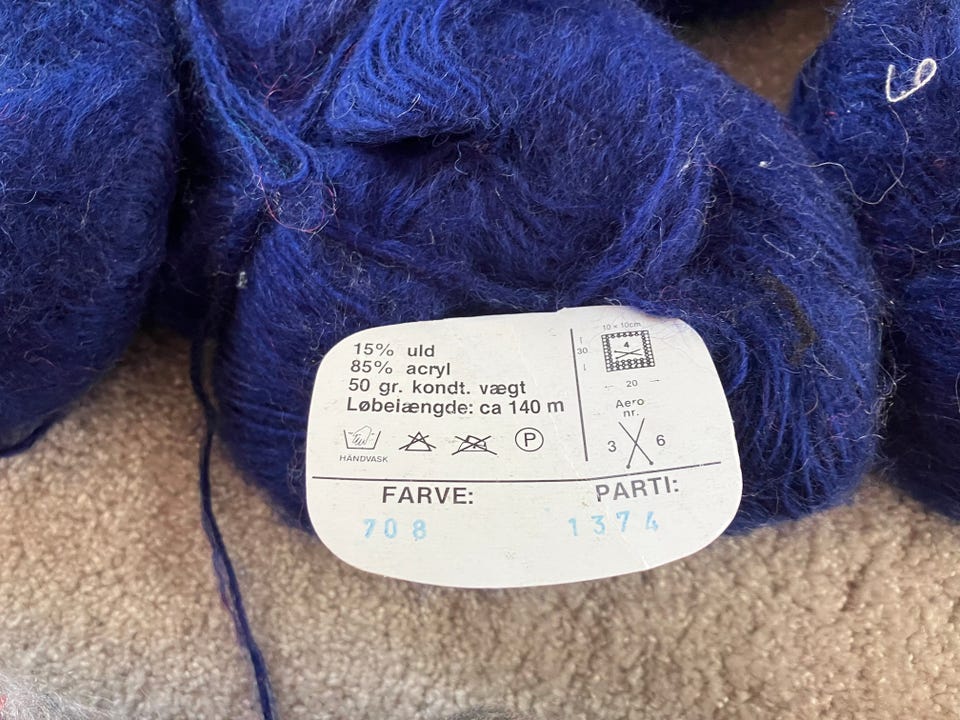 15% uld
85% acryl
50 gr. kondt. vægt
Løbeiængde: ca 140 m
HÅNDVASK
P
10 × 10cm
30
4
20
Aero
nr.
3 6
FARVE: PARTI:
708 1374